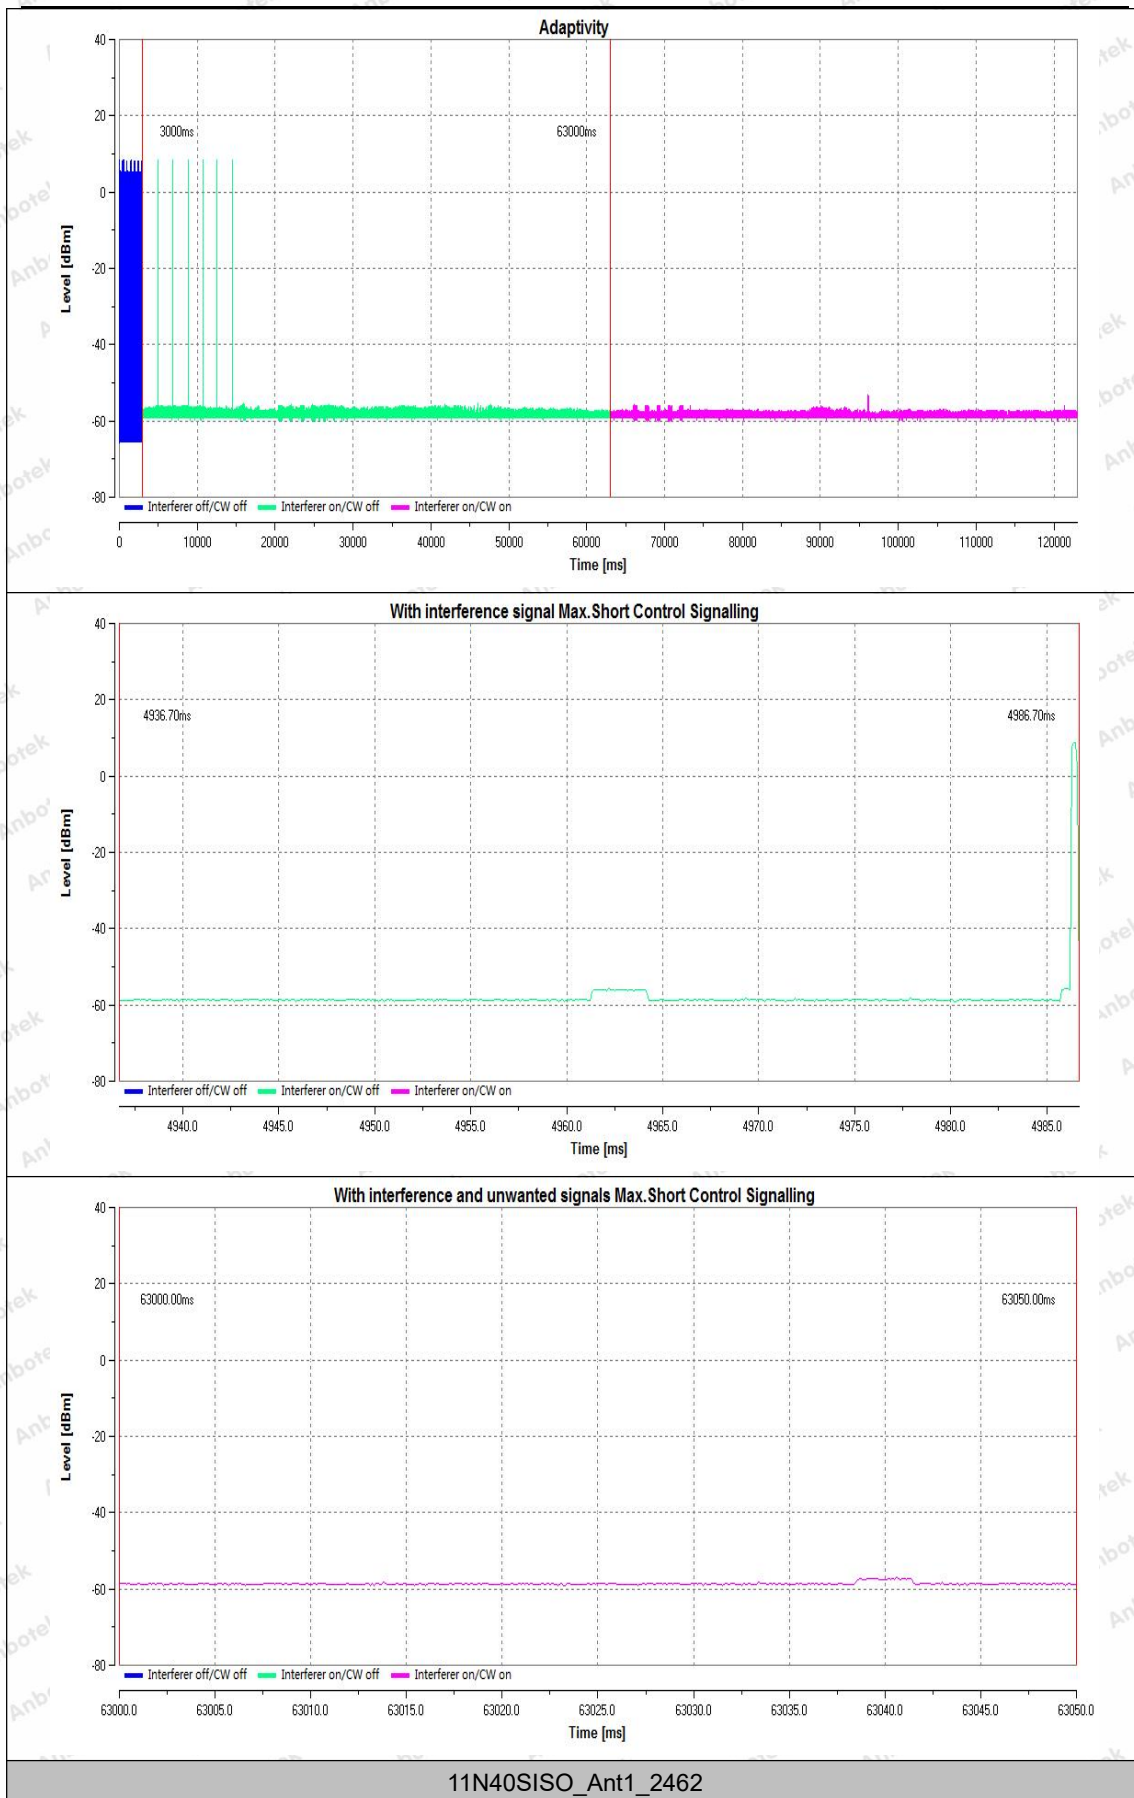 Adaptivity
40
20
0
-20
-40
-60
-80
Level [dBm]
3000ms
63000ms
Interferer off/CW off Interferer on/CW off Interferer on/CW on
0 10000 20000 30000 40000 50000 60000 70000 80000 90000 100000 110000 120000
Time [ms]
With interference signal Max.Short Control Signalling
40
20
0
-20
-40
-60
-80
Level [dBm]
4936.70ms
4986.70ms
Interferer off/CW off Interferer on/CW off Interferer on/CW on
4940.0 4945.0 4950.0 4955.0 4960.0 4965.0 4970.0 4975.0 4980.0 4985.0
Time [ms]
With interference and unwanted signals Max.Short Control Signalling
40
20
0
-20
-40
-60
-80
Level [dBm]
63000.00ms
63050.00ms
Interferer off/CW off Interferer on/CW off Interferer on/CW on
63000.0 63005.0 63010.0 63015.0 63020.0 63025.0 63030.0 63035.0 63040.0 63045.0 63050.0
Time [ms]
11N40SISO_Ant1_2462